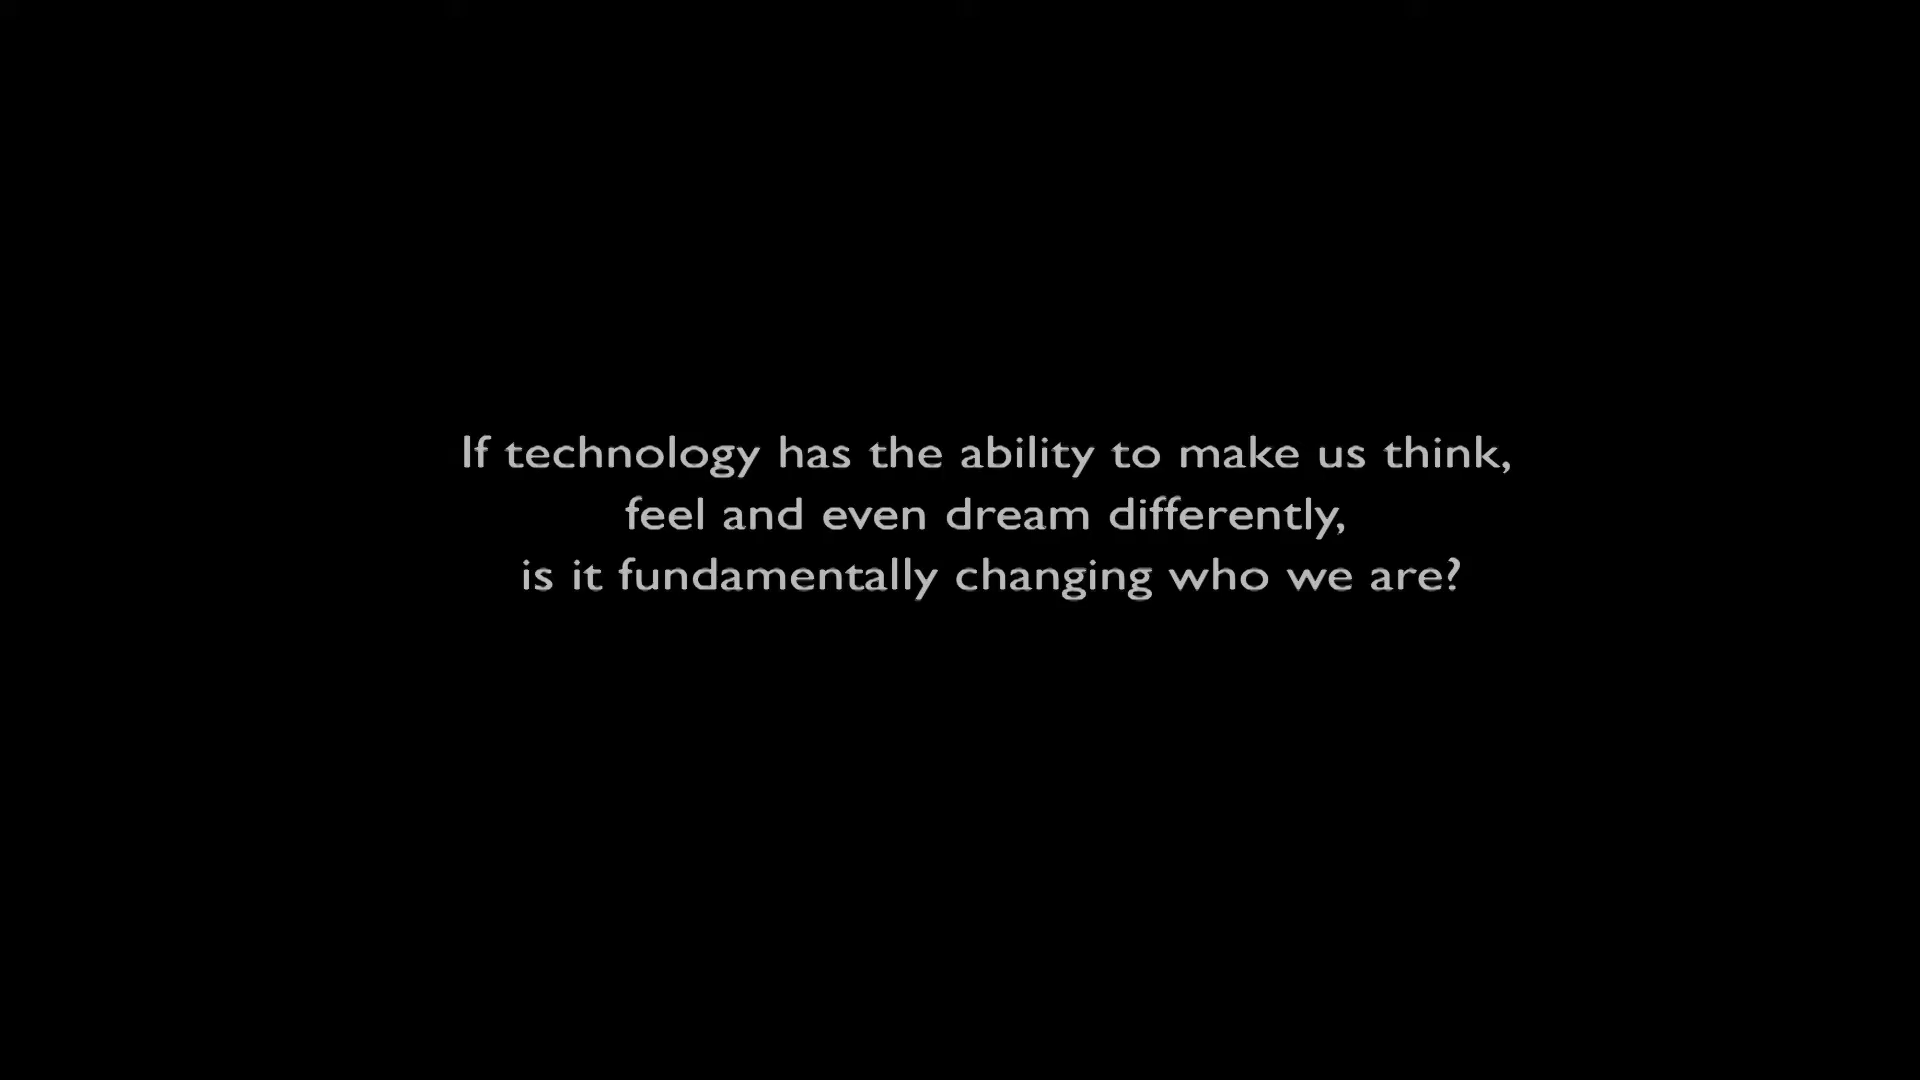 If technology has the ability to make us think,
feel and even dream differently,
is it fundamentally changing who we are?